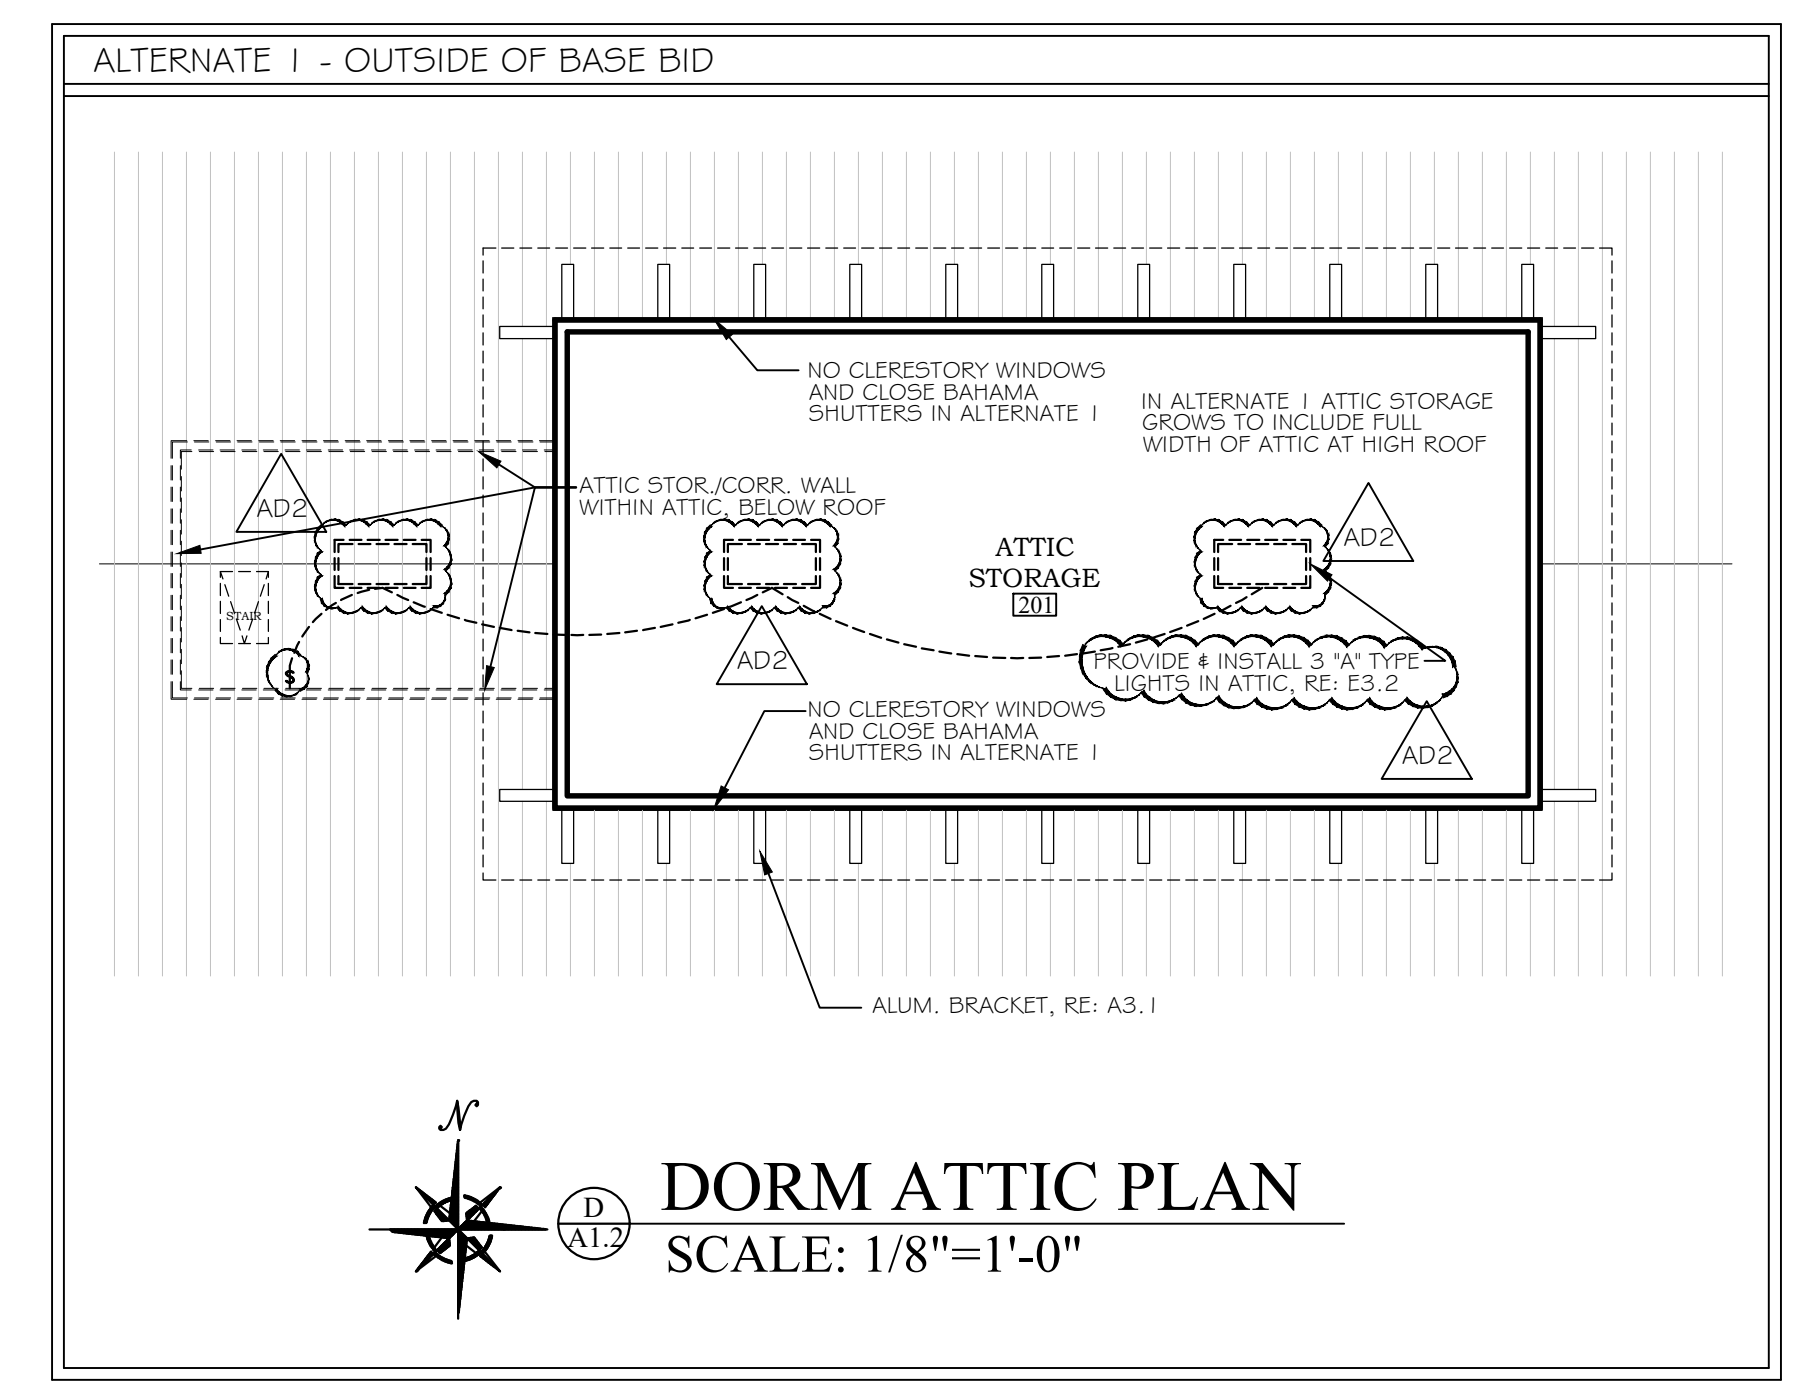 ALTERNATE 1 - OUTSIDE OF BASE BID
NO CLERESTORY WINDOWS
AND CLOSE BAHAMA
SHUTTERS IN ALTERNATE 1
IN ALTERNATE 1 ATTIC STORAGE
GROWS TO INCLUDE FULL
WIDTH OF ATTIC AT HIGH ROOF
ATTIC STOR./CORR. WALL
WITHIN ATTIC, BELOW ROOF
AD2
AD2
ATTIC
STORAGE
201
STAIR
$
AD2
PROVIDE & INSTALL 3 "A" TYPE
LIGHTS IN ATTIC, RE: E3.2
NO CLERESTORY WINDOWS
AND CLOSE BAHAMA
SHUTTERS IN ALTERNATE 1
AD2
ALUM. BRACKET, RE: A3.1
N
D
A1.2
DORM ATTIC PLAN
SCALE: 1/8"=1'-0"